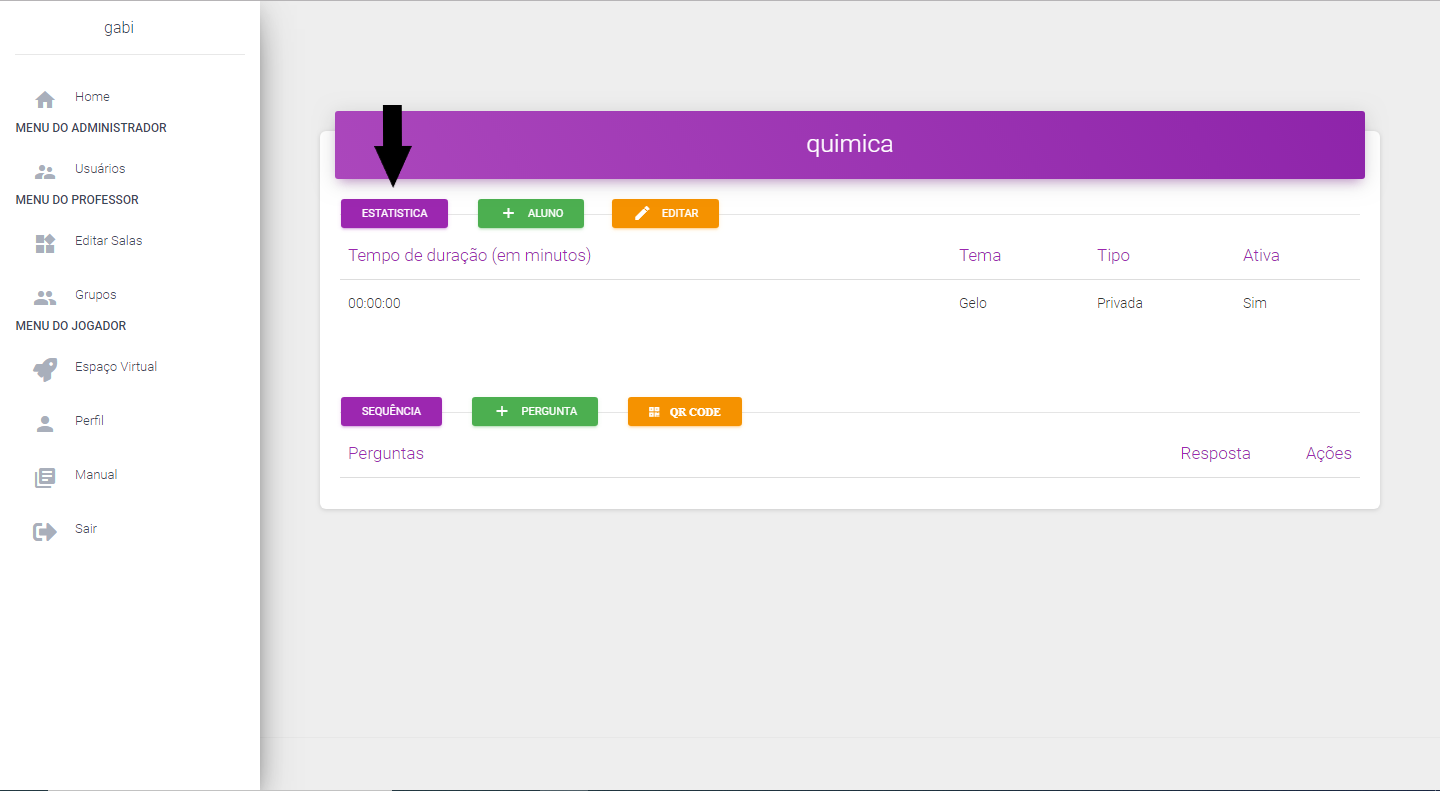 gabi
Home
MENU DO ADMINISTRADOR
Usuários
MENU DO PROFESSOR
Editar Salas
Grupos
MENU DO JOGADOR
Espaço Virtual
Perfil
Manual
Sair
quimica
ESTATISTICA + ALUNO EDITAR
Tempo de duração (em minutos) Tema Tipo Ativa
00:00:00 Gelo Privada Sim
SEQUÊNCIA + PERGUNTA QR CODE
Perguntas Resposta Ações